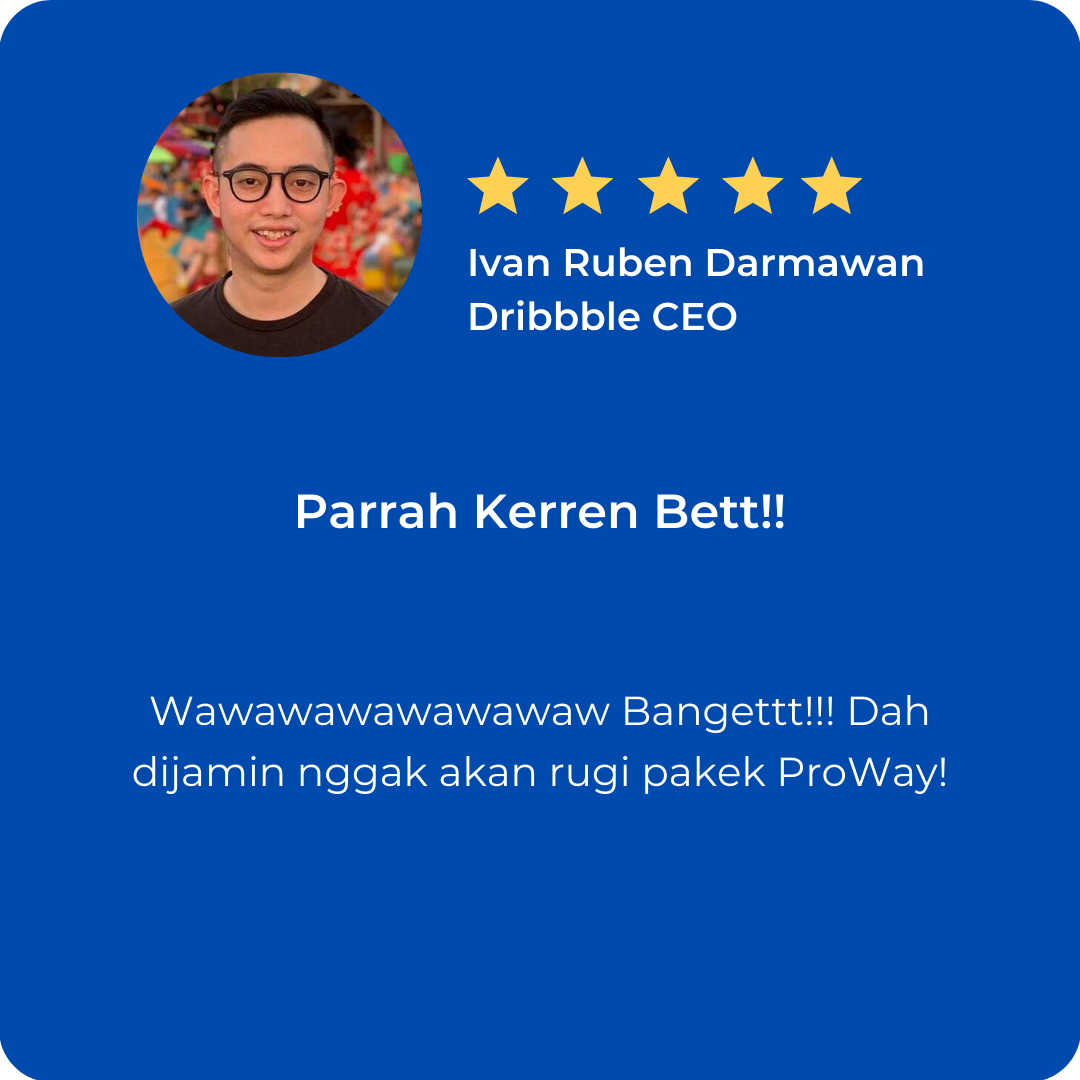 Ivan Ruben Darmawan
Dribbble CEO
Parrah Kerren Bett!!
Wawawawawawawaw Bangettt!!! Dah
dijamin nggak akan rugi pakek ProWay!